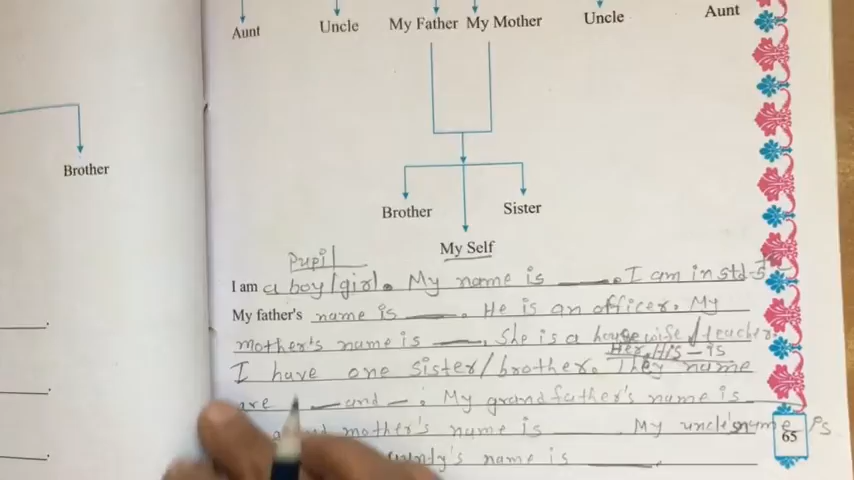 Aunt Uncle My Father My Mother Uncle Aunt
Brother
Brother Sister
My Self
Pupil
I am a boy/girl. My name is ____. I am in std-5
My father's name is ____. He is an officer. My
mother's name is ____, She is a housewife/teacher.
Her, His - is
I have one sister/brother. They name
are __ and __. My grandfather's name is
mother's name is ____ My uncle's name is
65
name is ____.